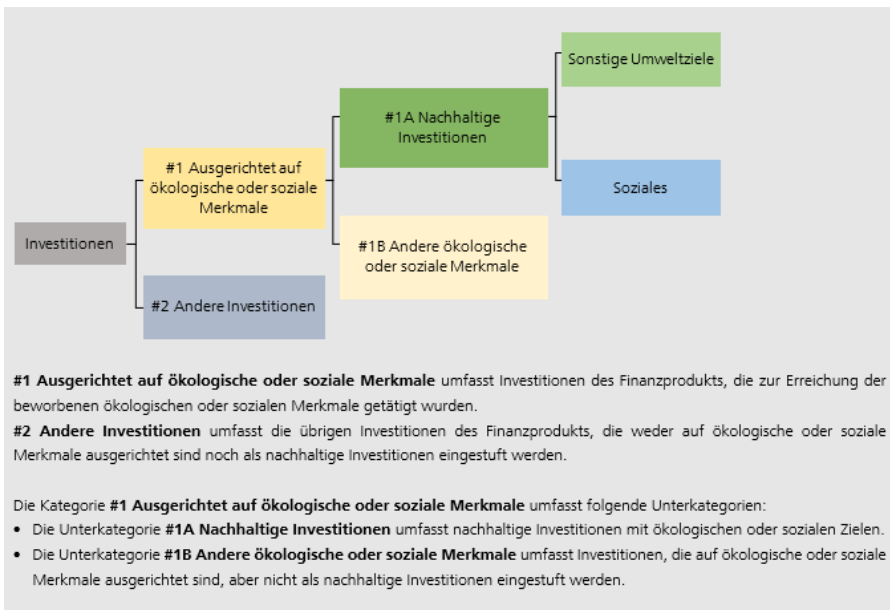 Sonstige Umweltziele
#1A Nachhaltige
Investitionen
#1 Ausgerichtet auf
ökologische oder soziale
Merkmale
Soziales
Investitionen
#1B Andere ökologische
oder soziale Merkmale
#2 Andere Investitionen
#1 Ausgerichtet auf ökologische oder soziale Merkmale umfasst Investitionen des Finanzprodukts, die zur Erreichung der
beworbenen ökologischen oder sozialen Merkmale getätigt wurden.
#2 Andere Investitionen umfasst die übrigen Investitionen des Finanzprodukts, die weder auf ökologische oder soziale
Merkmale ausgerichtet sind noch als nachhaltige Investitionen eingestuft werden.
Die Kategorie #1 Ausgerichtet auf ökologische oder soziale Merkmale umfasst folgende Unterkategorien:
• Die Unterkategorie #1A Nachhaltige Investitionen umfasst nachhaltige Investitionen mit ökologischen oder sozialen Zielen.
• Die Unterkategorie #1B Andere ökologische oder soziale Merkmale umfasst Investitionen, die auf ökologische oder soziale
Merkmale ausgerichtet sind, aber nicht als nachhaltige Investitionen eingestuft werden.